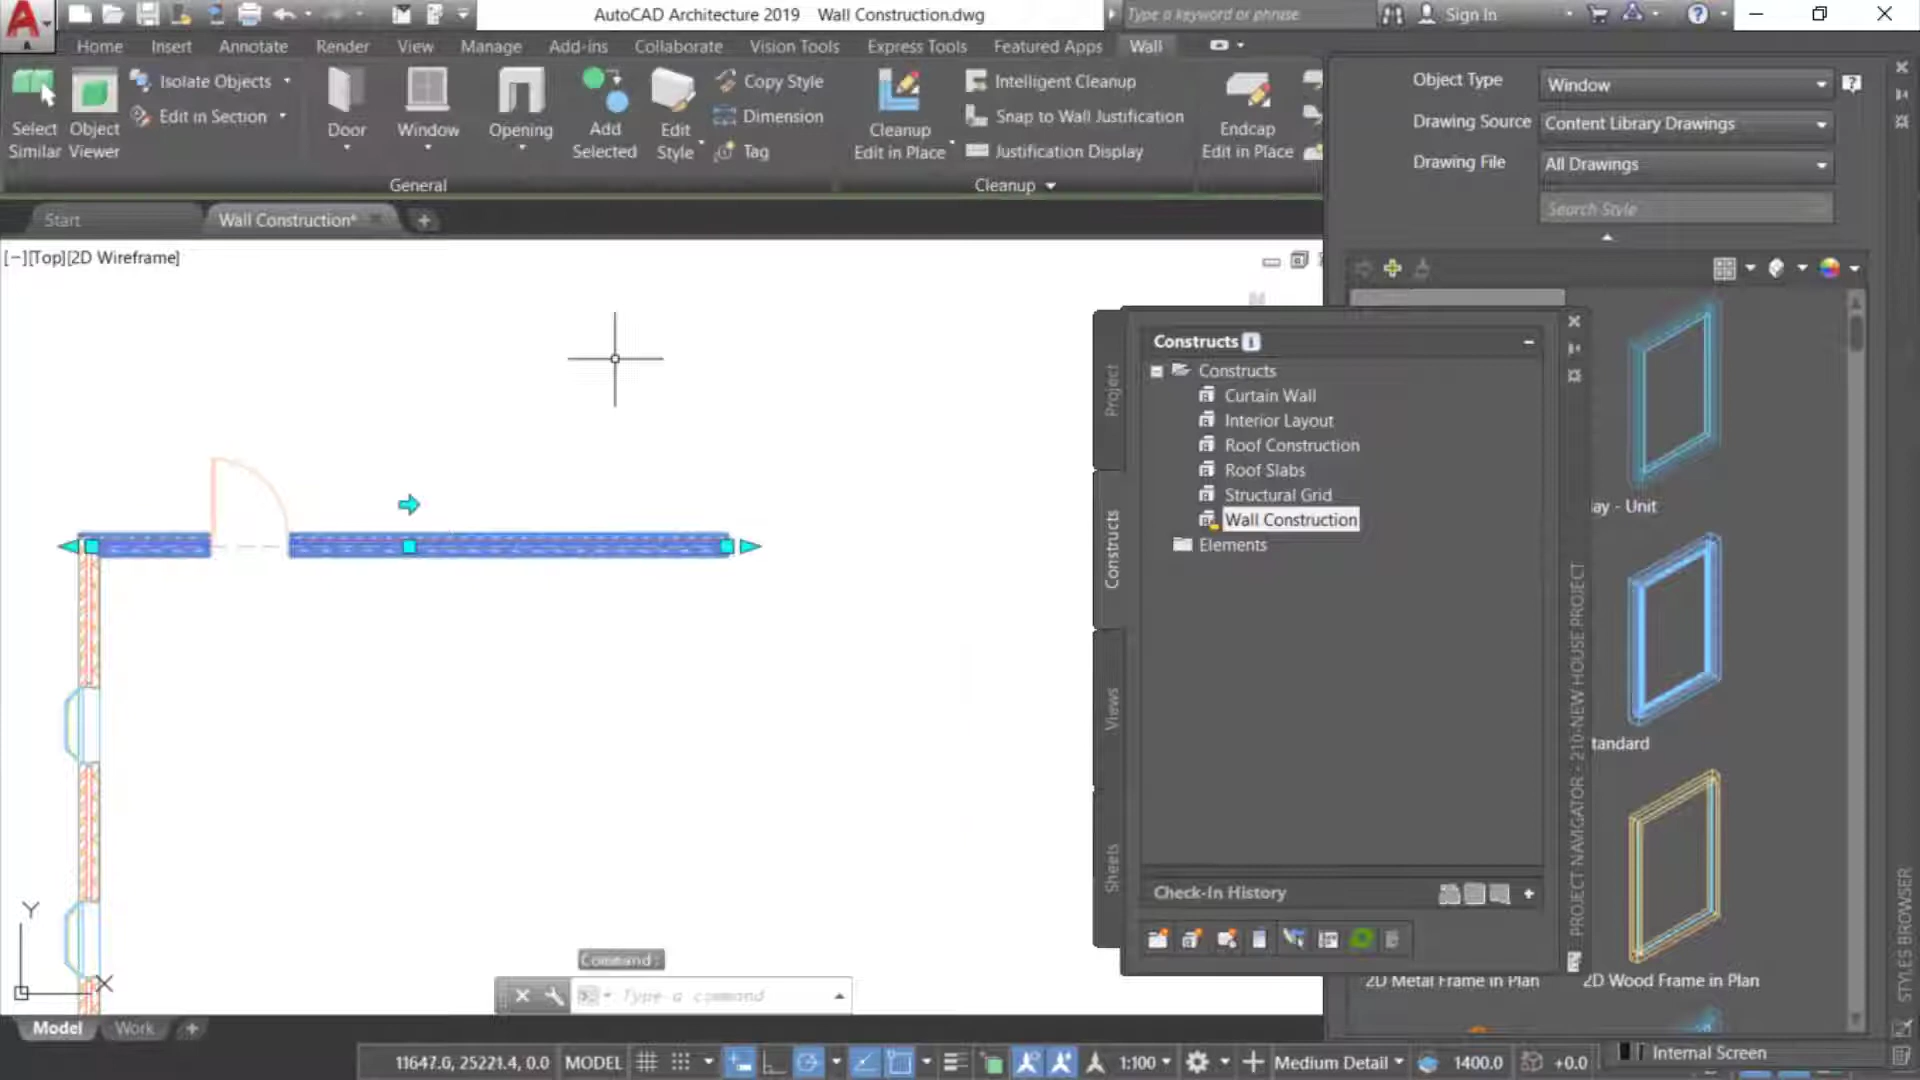 AutoCAD Architecture 2019 Wall Construction.dwg
Type a keyword or phrase
Sign In
Home Insert Annotate Render View Manage Add-ins Collaborate Vision Tools Express Tools Featured Apps Wall
Select
Similar
Object
Viewer
Isolate Objects
Edit in Section
Door
Window
Opening
Add
Selected
Edit
Style
Copy Style
Dimension
Tag
General
Cleanup
Edit in Place
Intelligent Cleanup
Snap to Wall Justification
Justification Display
Cleanup
Endcap
Edit in Place
Object Type Window
Drawing Source Content Library Drawings
Drawing File All Drawings
Search Style
Start
Wall Construction*
[−][Top][2D Wireframe]
Constructs
Constructs
Curtain Wall
Interior Layout
Roof Construction
Roof Slabs
Structural Grid
Wall Construction
Elements
Check-In History
Project
Constructs
Views
Sheets
PROJECT NAVIGATOR - 210-NEW HOUSE PROJECT
ay - Unit
tandard
2D Metal Frame in Plan
2D Wood Frame in Plan
STYLES BROWSER
Y
X
Command:
Type a command
Model
Work
11647.6, 25221.4, 0.0 MODEL
1:100
Medium Detail
1400.0
+0.0
Internal Screen